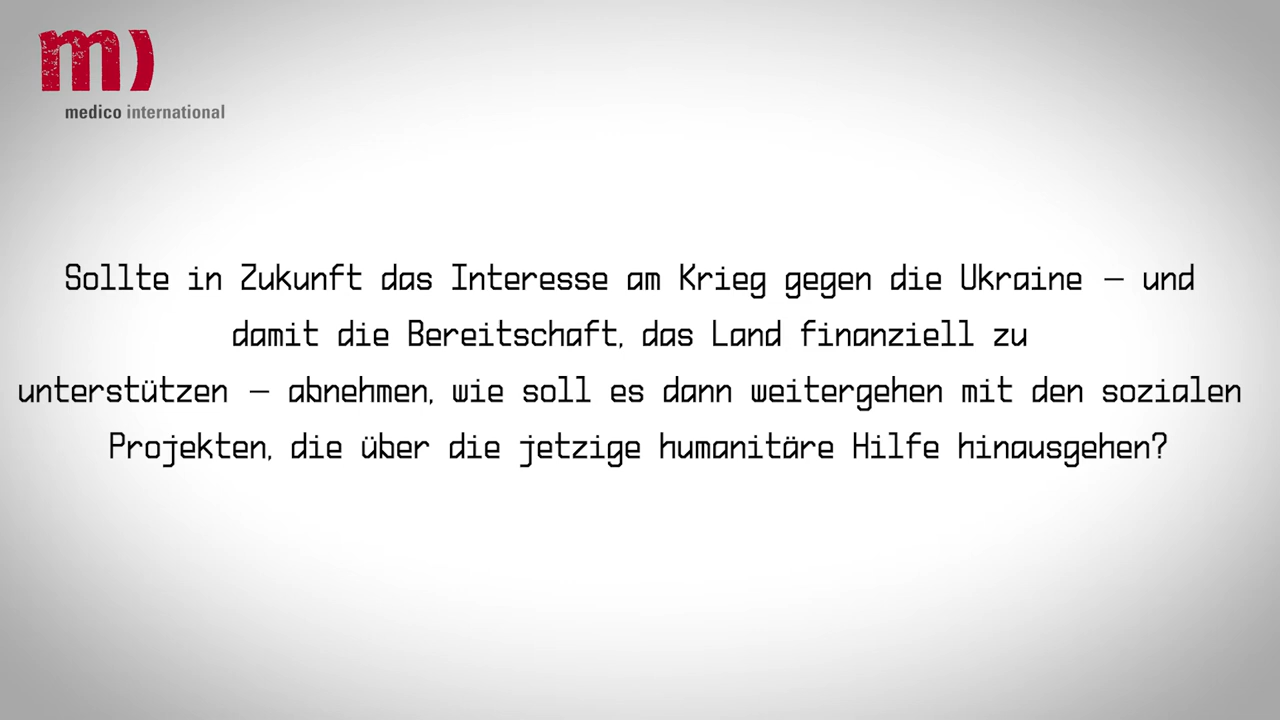 m)
medico international
Sollte in Zukunft das Interesse am Krieg gegen die Ukraine – und
damit die Bereitschaft, das Land finanziell zu
unterstützen – abnehmen, wie soll es dann weitergehen mit den sozialen
Projekten, die über die jetzige humanitäre Hilfe hinausgehen?